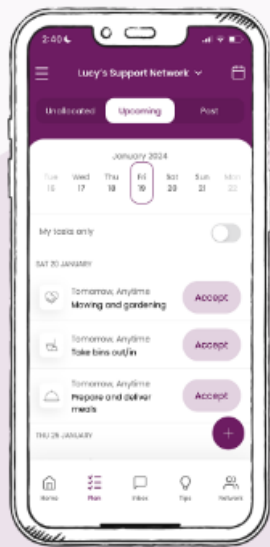 2:40
Lucy's Support Network
Unallocated Upcoming Past
January 2024
Tue Wed Thu Fri Sat Sun Mon
16 17 18 19 20 21 22
My tasks only
SAT 20 JANUARY
Tomorrow, Anytime
Mowing and gardening
Accept
Tomorrow, Anytime
Take bins out/in
Accept
Tomorrow, Anytime
Prepare and deliver
meals
Accept
THU 25 JANUARY
Home Plan Inbox Tips Network